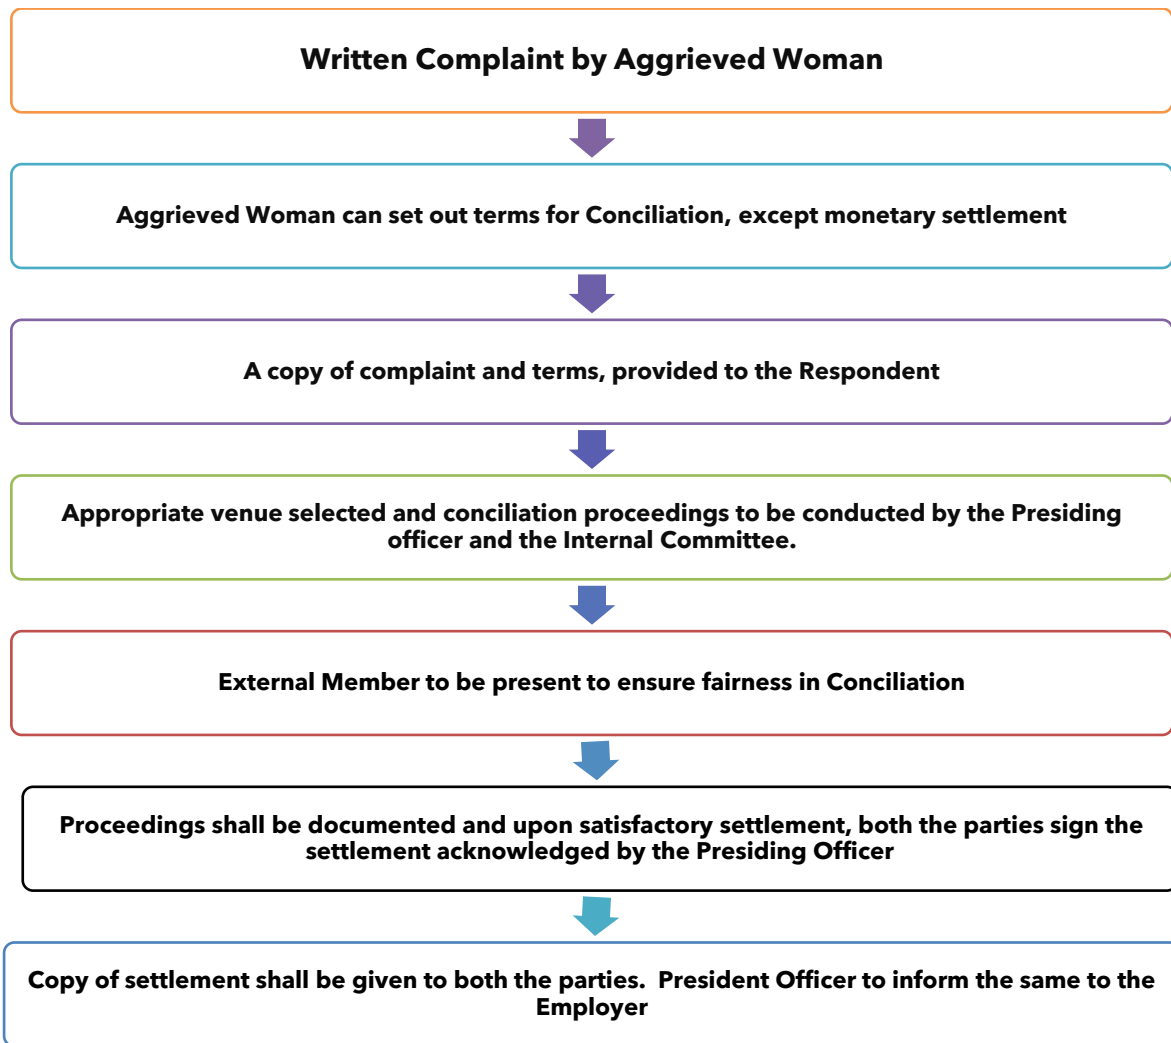 Written Complaint by Aggrieved Woman
Aggrieved Woman can set out terms for Conciliation, except monetary settlement
A copy of complaint and terms, provided to the Respondent
Appropriate venue selected and conciliation proceedings to be conducted by the Presiding
officer and the Internal Committee.
External Member to be present to ensure fairness in Conciliation
Proceedings shall be documented and upon satisfactory settlement, both the parties sign the
settlement acknowledged by the Presiding Officer
Copy of settlement shall be given to both the parties.  President Officer to inform the same to the
Employer